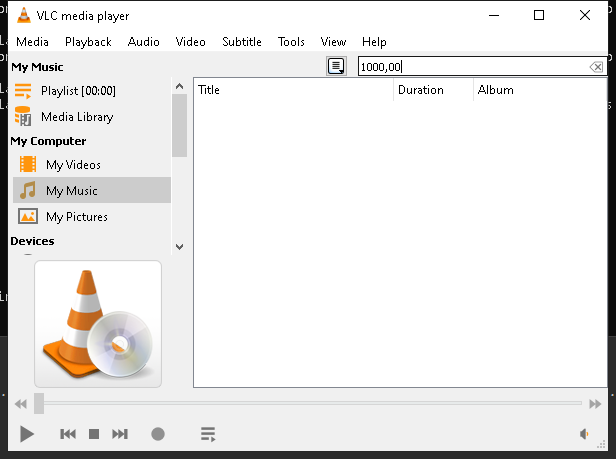 VLC media player
Media Playback Audio Video Subtitle Tools View Help
My Music
1000,00
Playlist [00:00]
Media Library
My Computer
My Videos
My Music
My Pictures
Devices
Title Duration Album